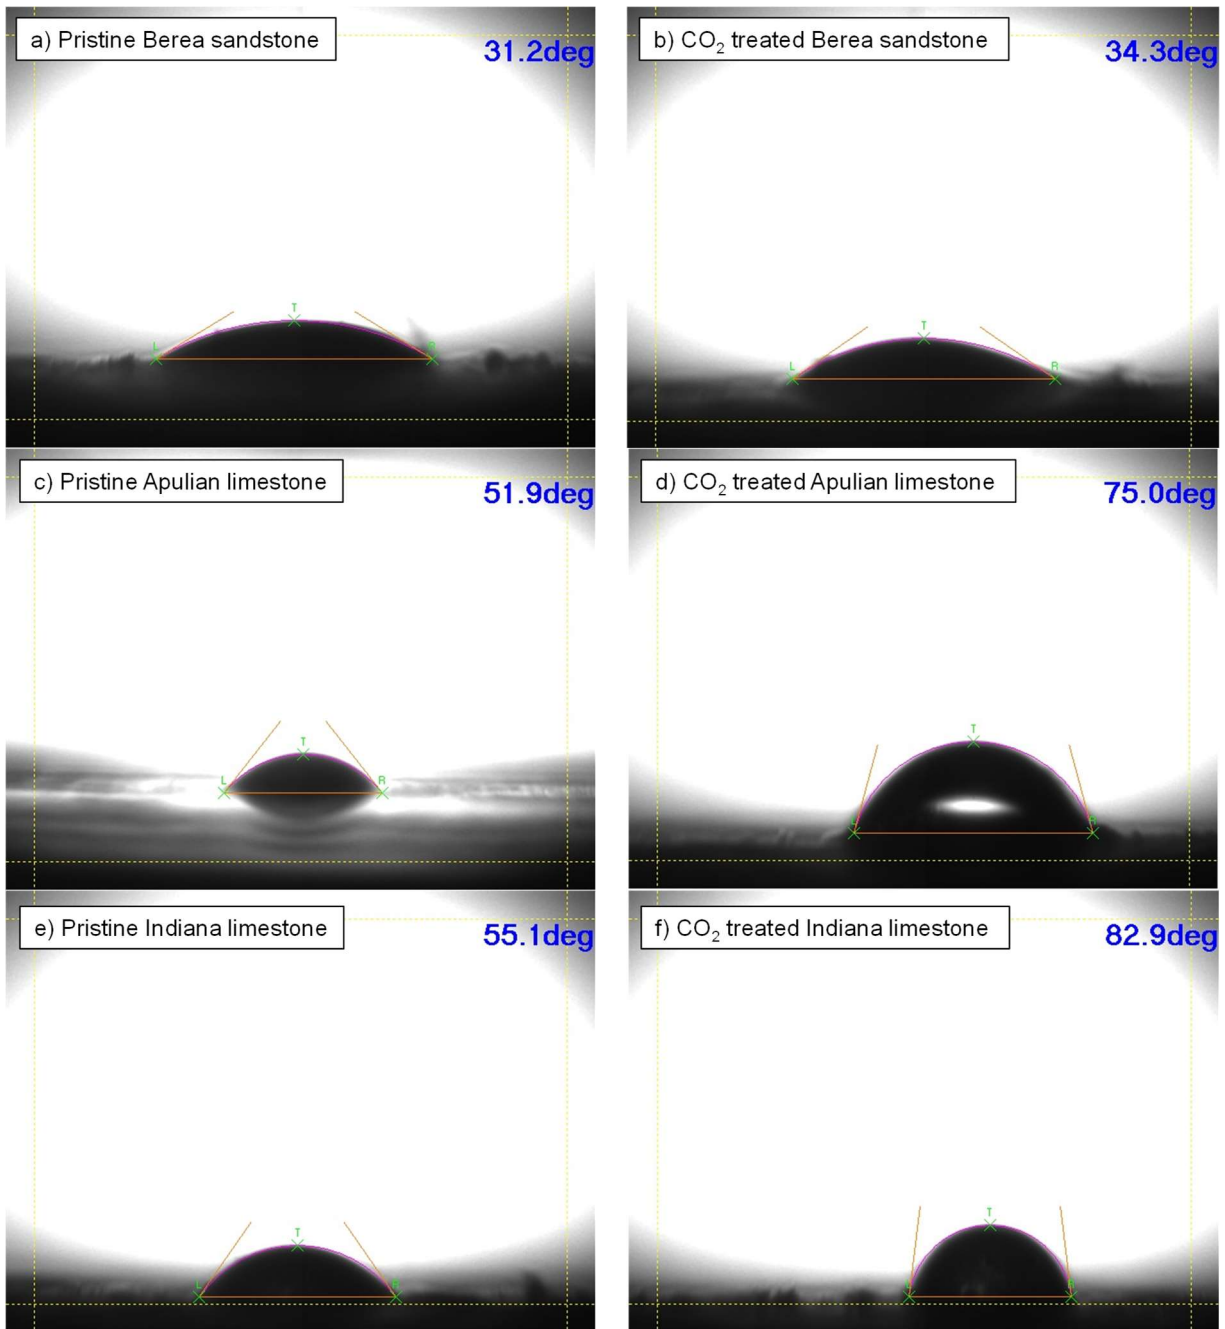 a) Pristine Berea sandstone
31.2deg
T
L
R
b) CO₂ treated Berea sandstone
34.3deg
T
L
R
c) Pristine Apulian limestone
51.9deg
T
L
R
d) CO₂ treated Apulian limestone
75.0deg
T
L
R
e) Pristine Indiana limestone
55.1deg
T
L
R
f) CO₂ treated Indiana limestone
82.9deg
T
L
R